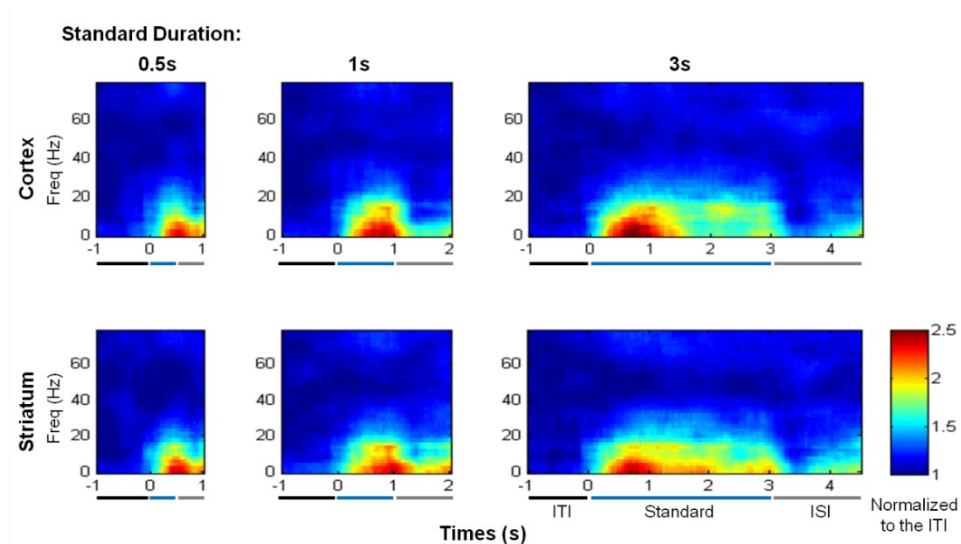 Standard Duration:
0.5s 1s 3s
Cortex
Freq (Hz)
60
40
20
0
-1 0 1
60
40
20
0
-1 0 1 2
60
40
20
0
-1 0 1 2 3 4
Striatum
Freq (Hz)
60
40
20
0
-1 0 1
60
40
20
0
-1 0 1 2
60
40
20
0
-1 0 1 2 3 4
ITI Standard ISI
2.5
2
1.5
1
Normalized
to the ITI
Times (s)